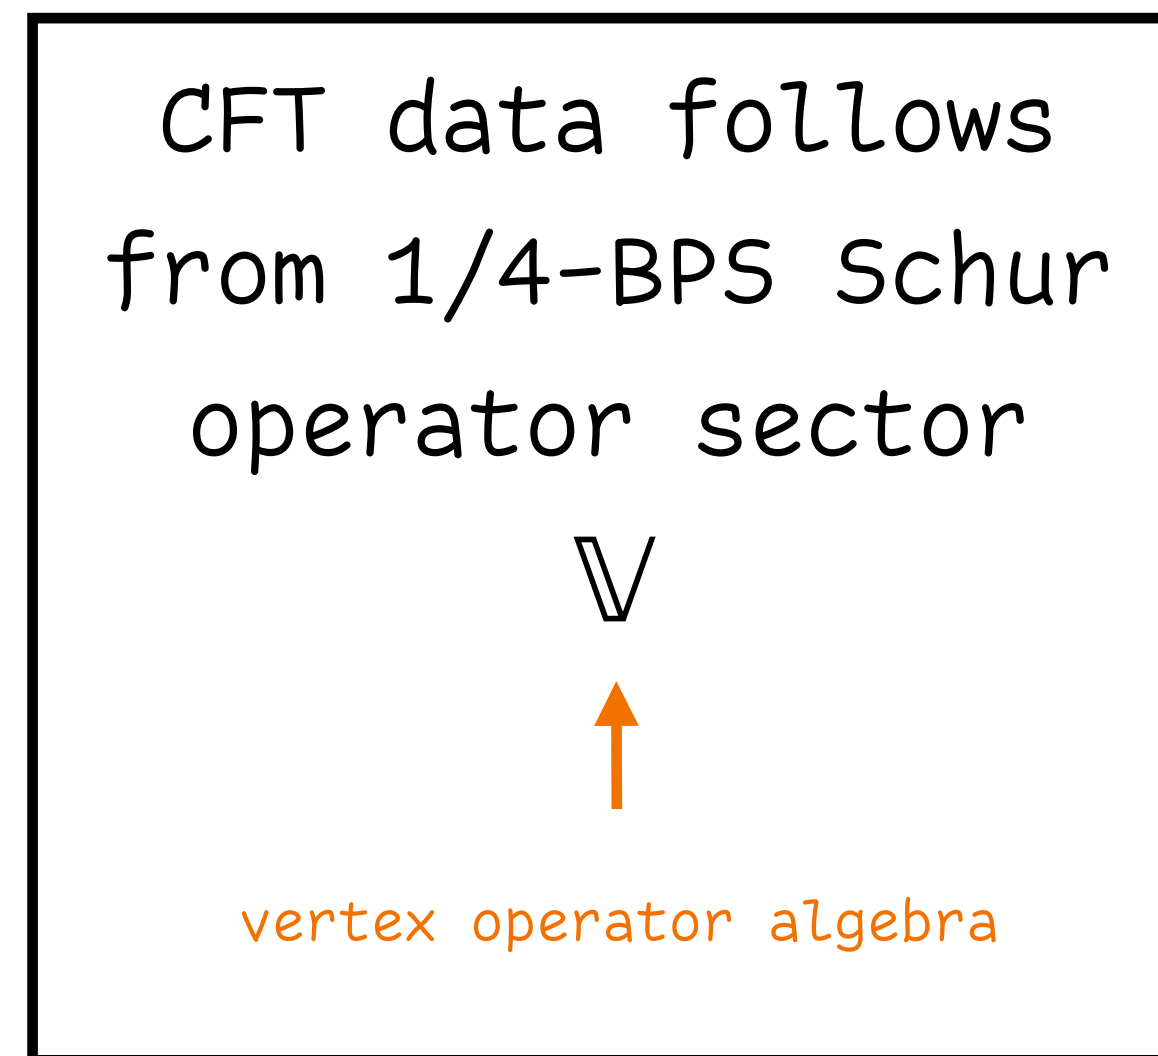 CFT data follows
from 1/4-BPS Schur
operator sector
𝕍
vertex operator algebra